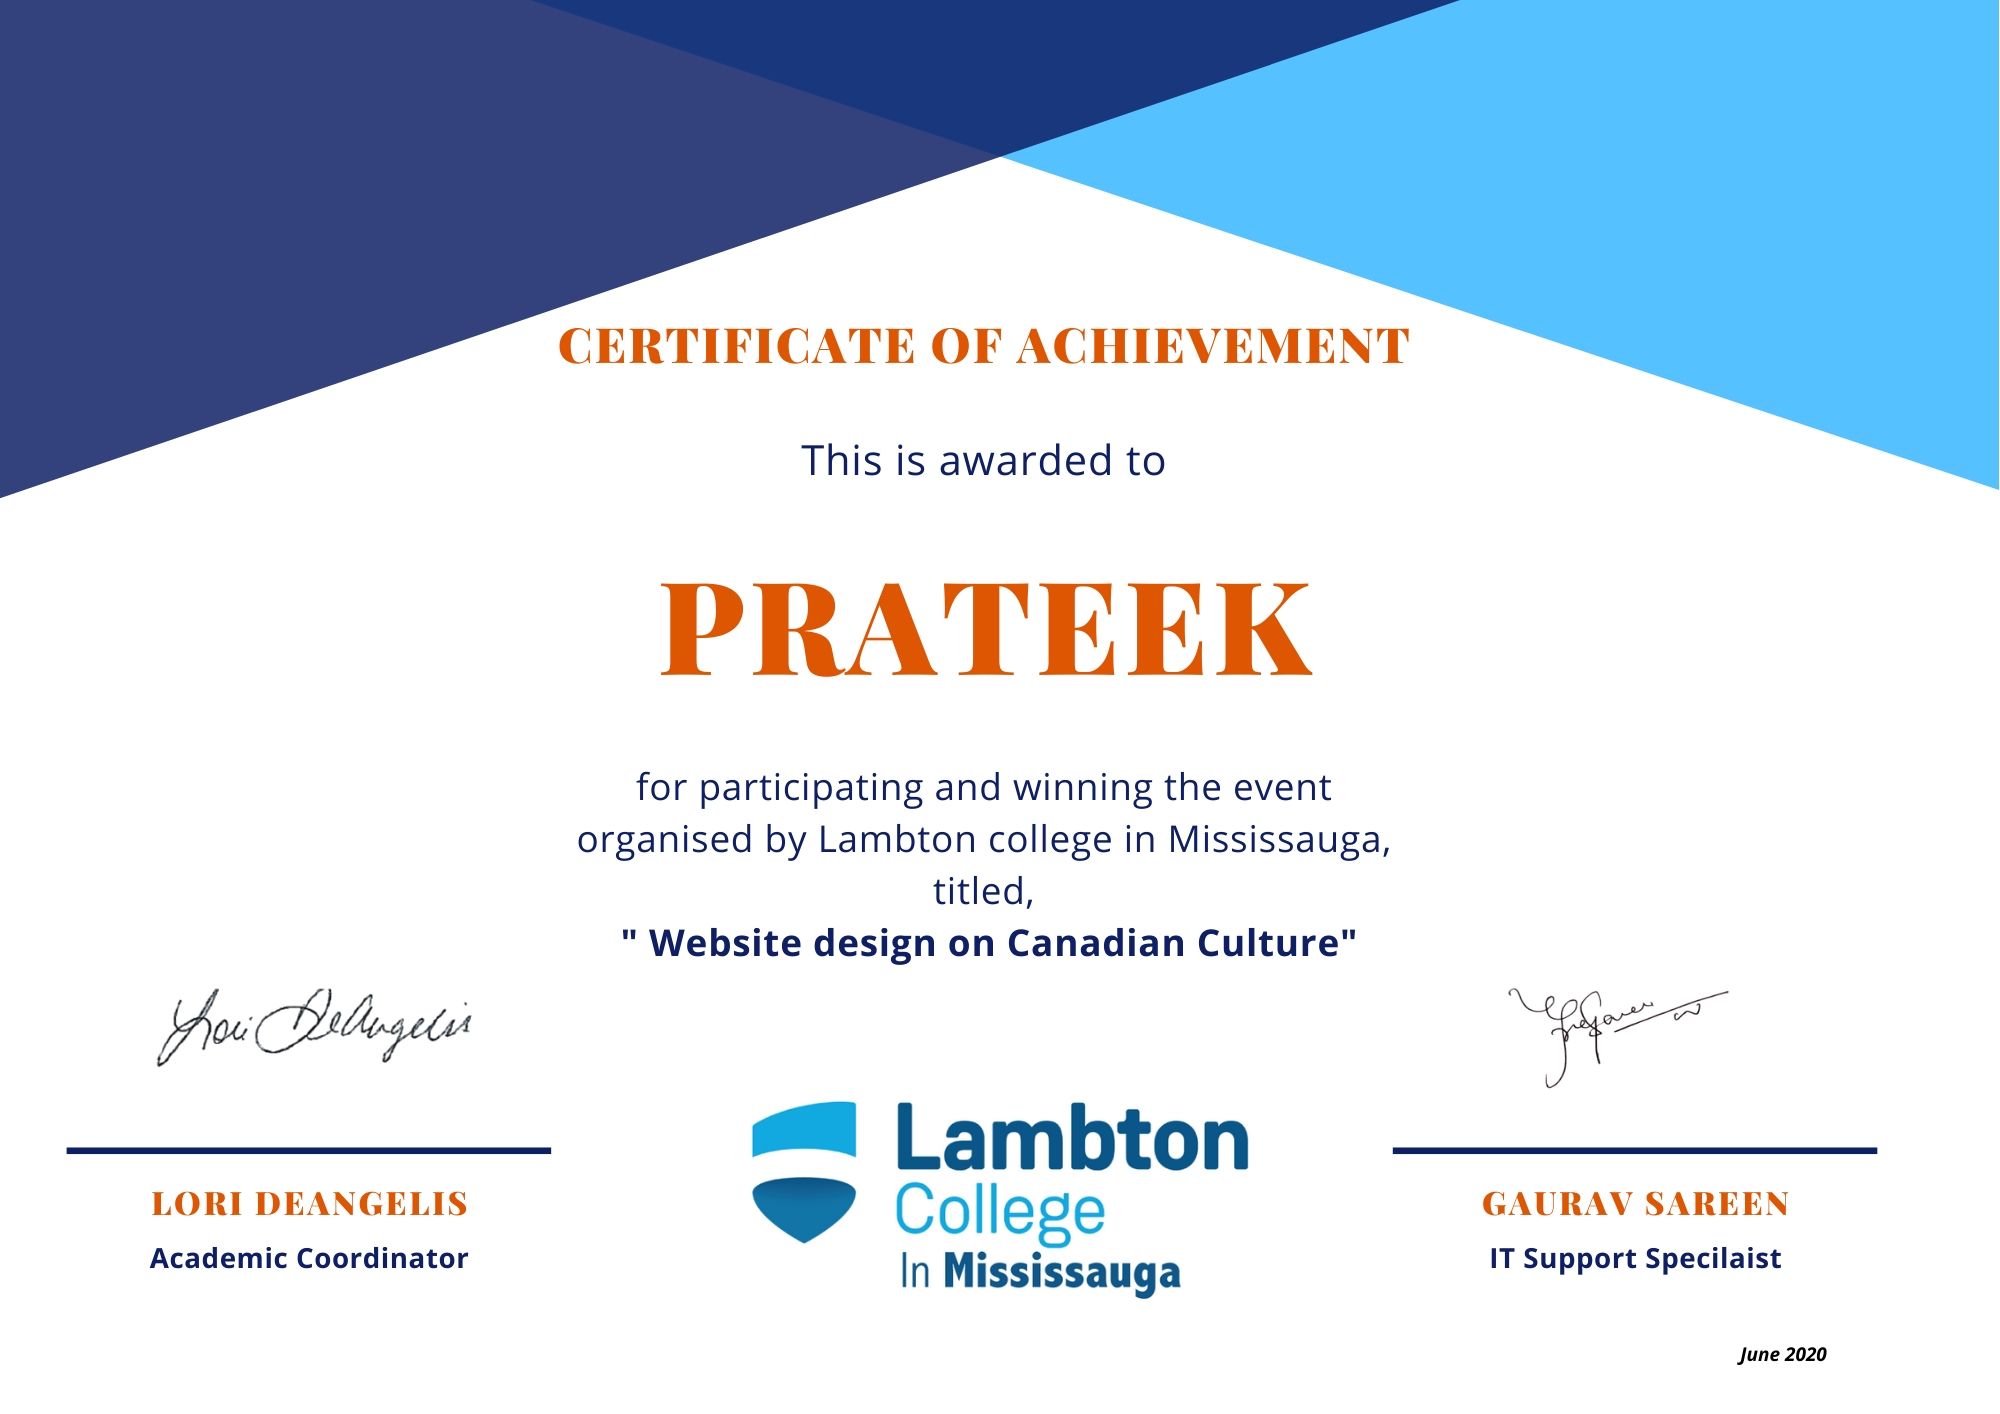 CERTIFICATE OF ACHIEVEMENT
This is awarded to
PRATEEK
for participating and winning the event
organised by Lambton college in Mississauga,
titled,
" Website design on Canadian Culture"
Lori DeAngelis
Lambton
College
In Mississauga
LORI DEANGELIS
Academic Coordinator
GAURAV SAREEN
IT Support Specilaist
June 2020